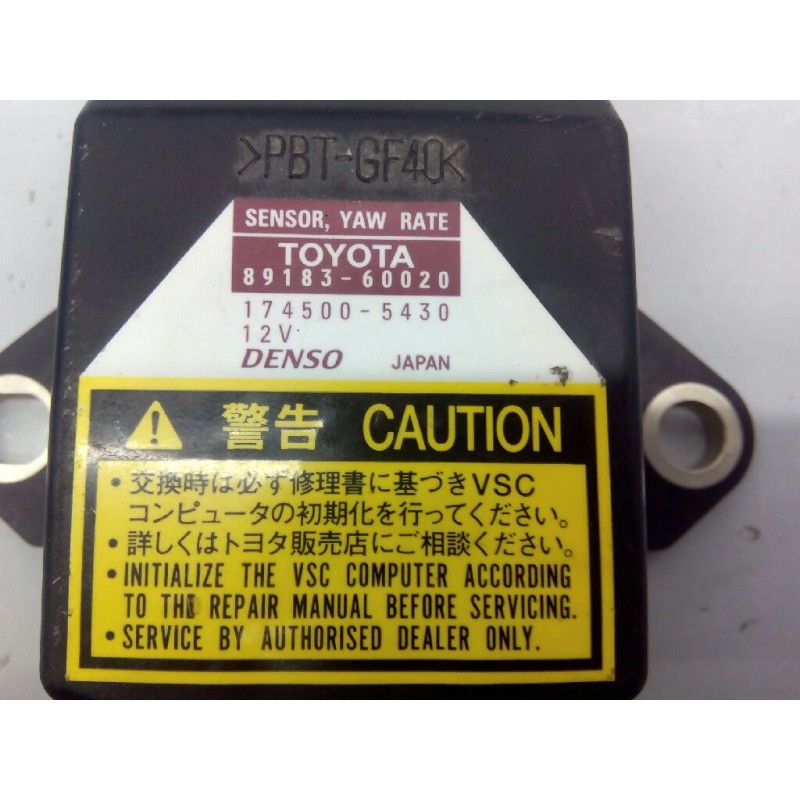 >PBT-GF40<
SENSOR, YAW RATE
TOYOTA
89183-60020
174500-5430
12V
DENSO JAPAN
警告 CAUTION
・交換時は必ず修理書に基づきVSC
コンピュータの初期化を行ってください。
・詳しくはトヨタ販売店にご相談ください。
・INITIALIZE THE VSC COMPUTER ACCORDING
TO THE REPAIR MANUAL BEFORE SERVICING.
・SERVICE BY AUTHORISED DEALER ONLY.